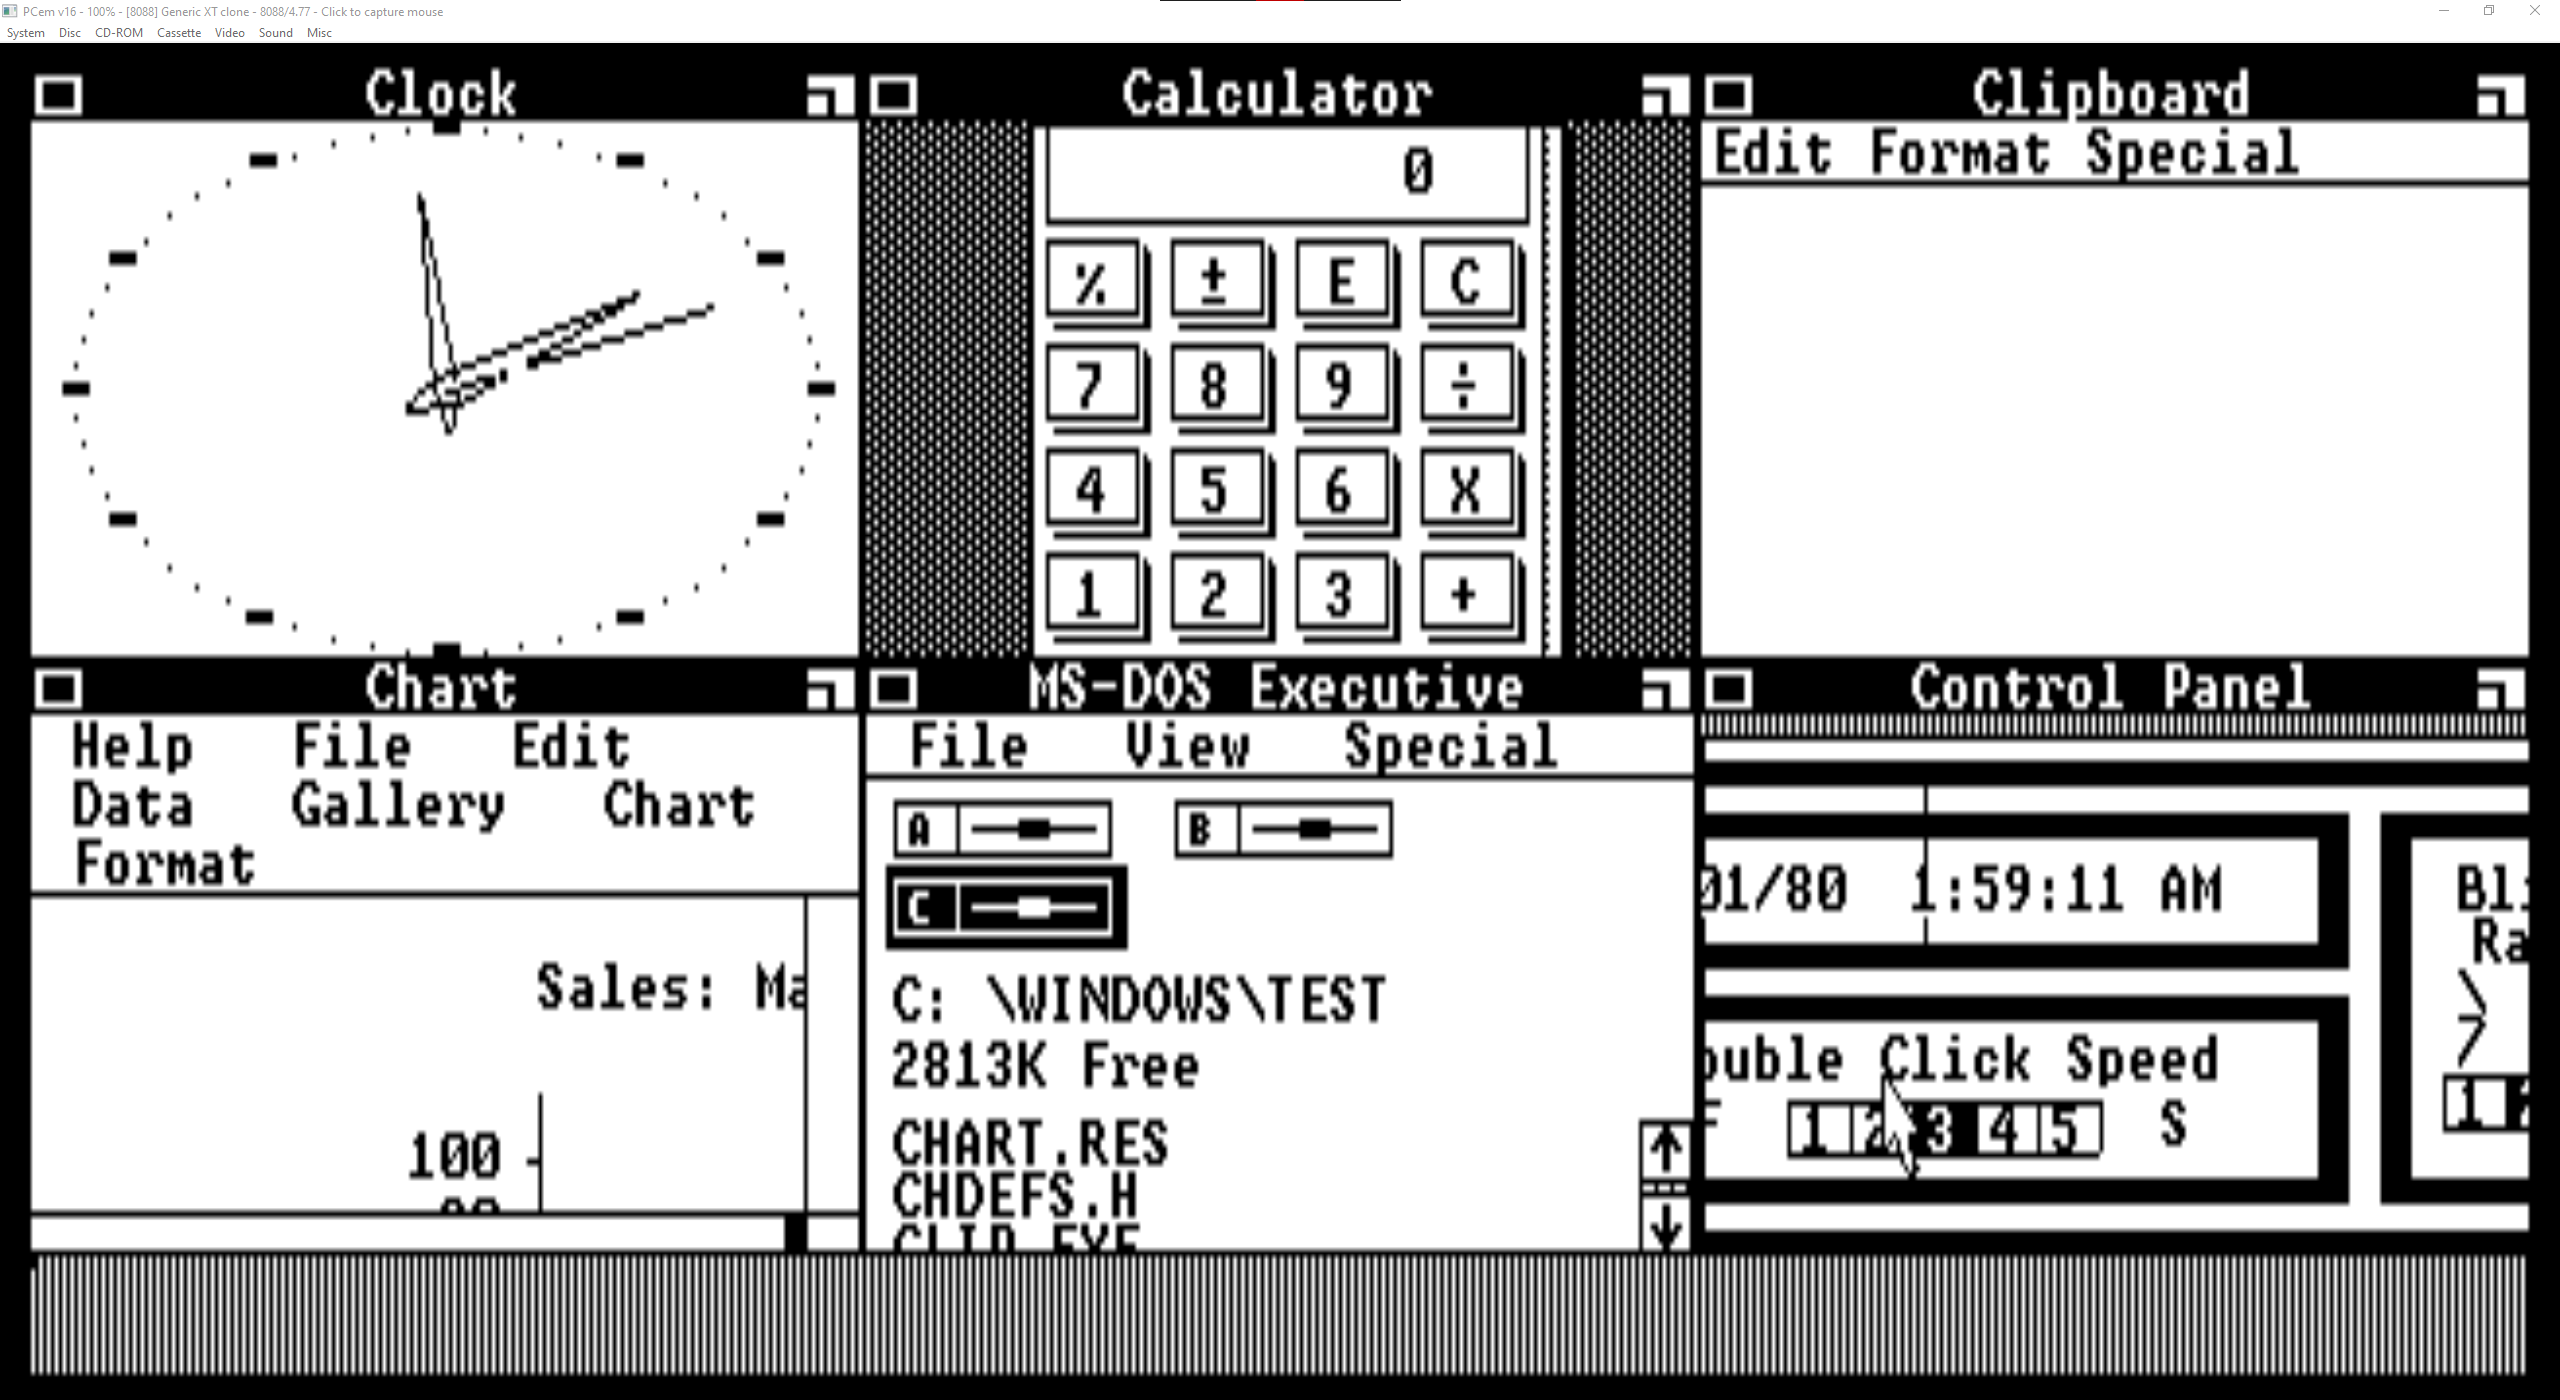 PCem v16 - 100% - [8088] Generic XT clone - 8088/4.77 - Click to capture mouse
System Disc CD-ROM Cassette Video Sound Misc
Clock
Calculator
0
% ± E C
7 8 9 ÷
4 5 6 X
1 2 3 +
Clipboard
Edit Format Special
Chart
Help File Edit
Data Gallery Chart
Format
Sales: Ma
100
MS-DOS Executive
File View Special
A B
C
C: \WINDOWS\TEST
2813K Free
CHART.RES
CHDEFS.H
Control Panel
01/80 1:59:11 AM
ouble Click Speed
1 2 3 4 5 S
Bli
Ra
1